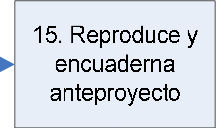 15. Reproduce y
encuaderna
anteproyecto